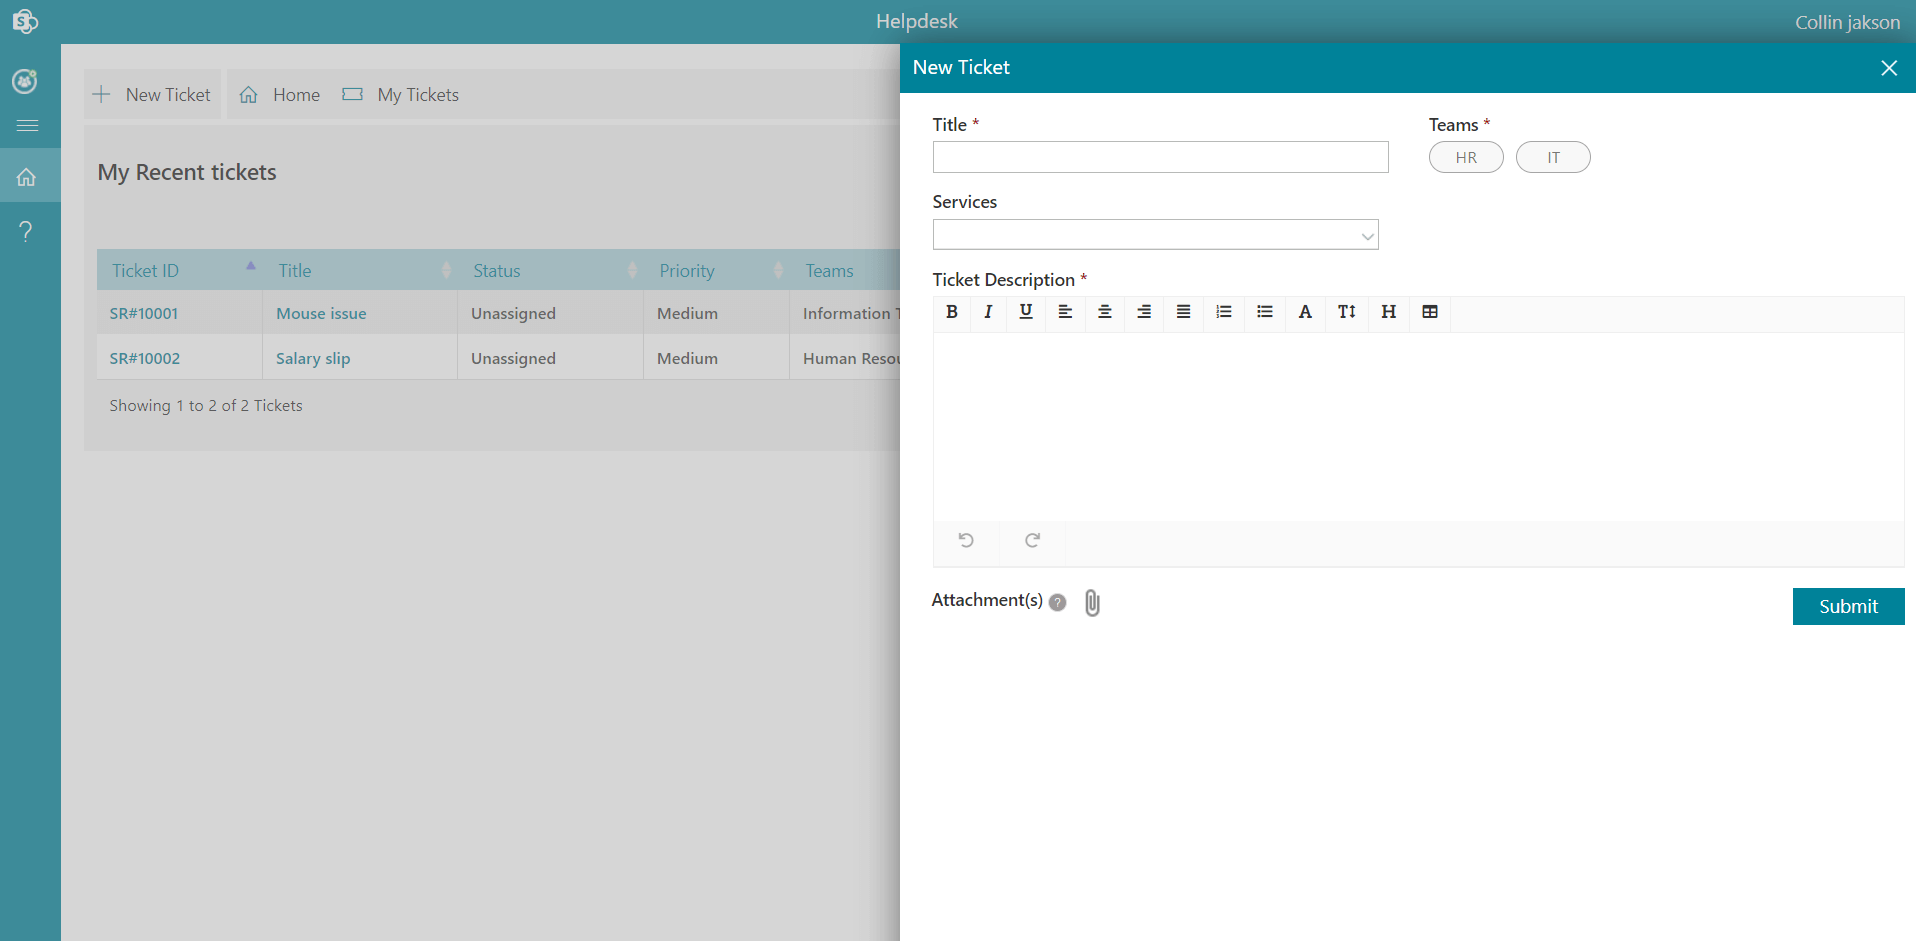 Helpdesk
Collin jakson
New Ticket
Home
My Tickets
My Recent tickets
Ticket ID Title Status Priority Teams
SR#10001 Mouse issue Unassigned Medium Information
SR#10002 Salary slip Unassigned Medium Human
Showing 1 to 2 of 2 Tickets
New Ticket
Title *
Teams *
HR IT
Services
Ticket Description *
Attachment(s) ?
Submit